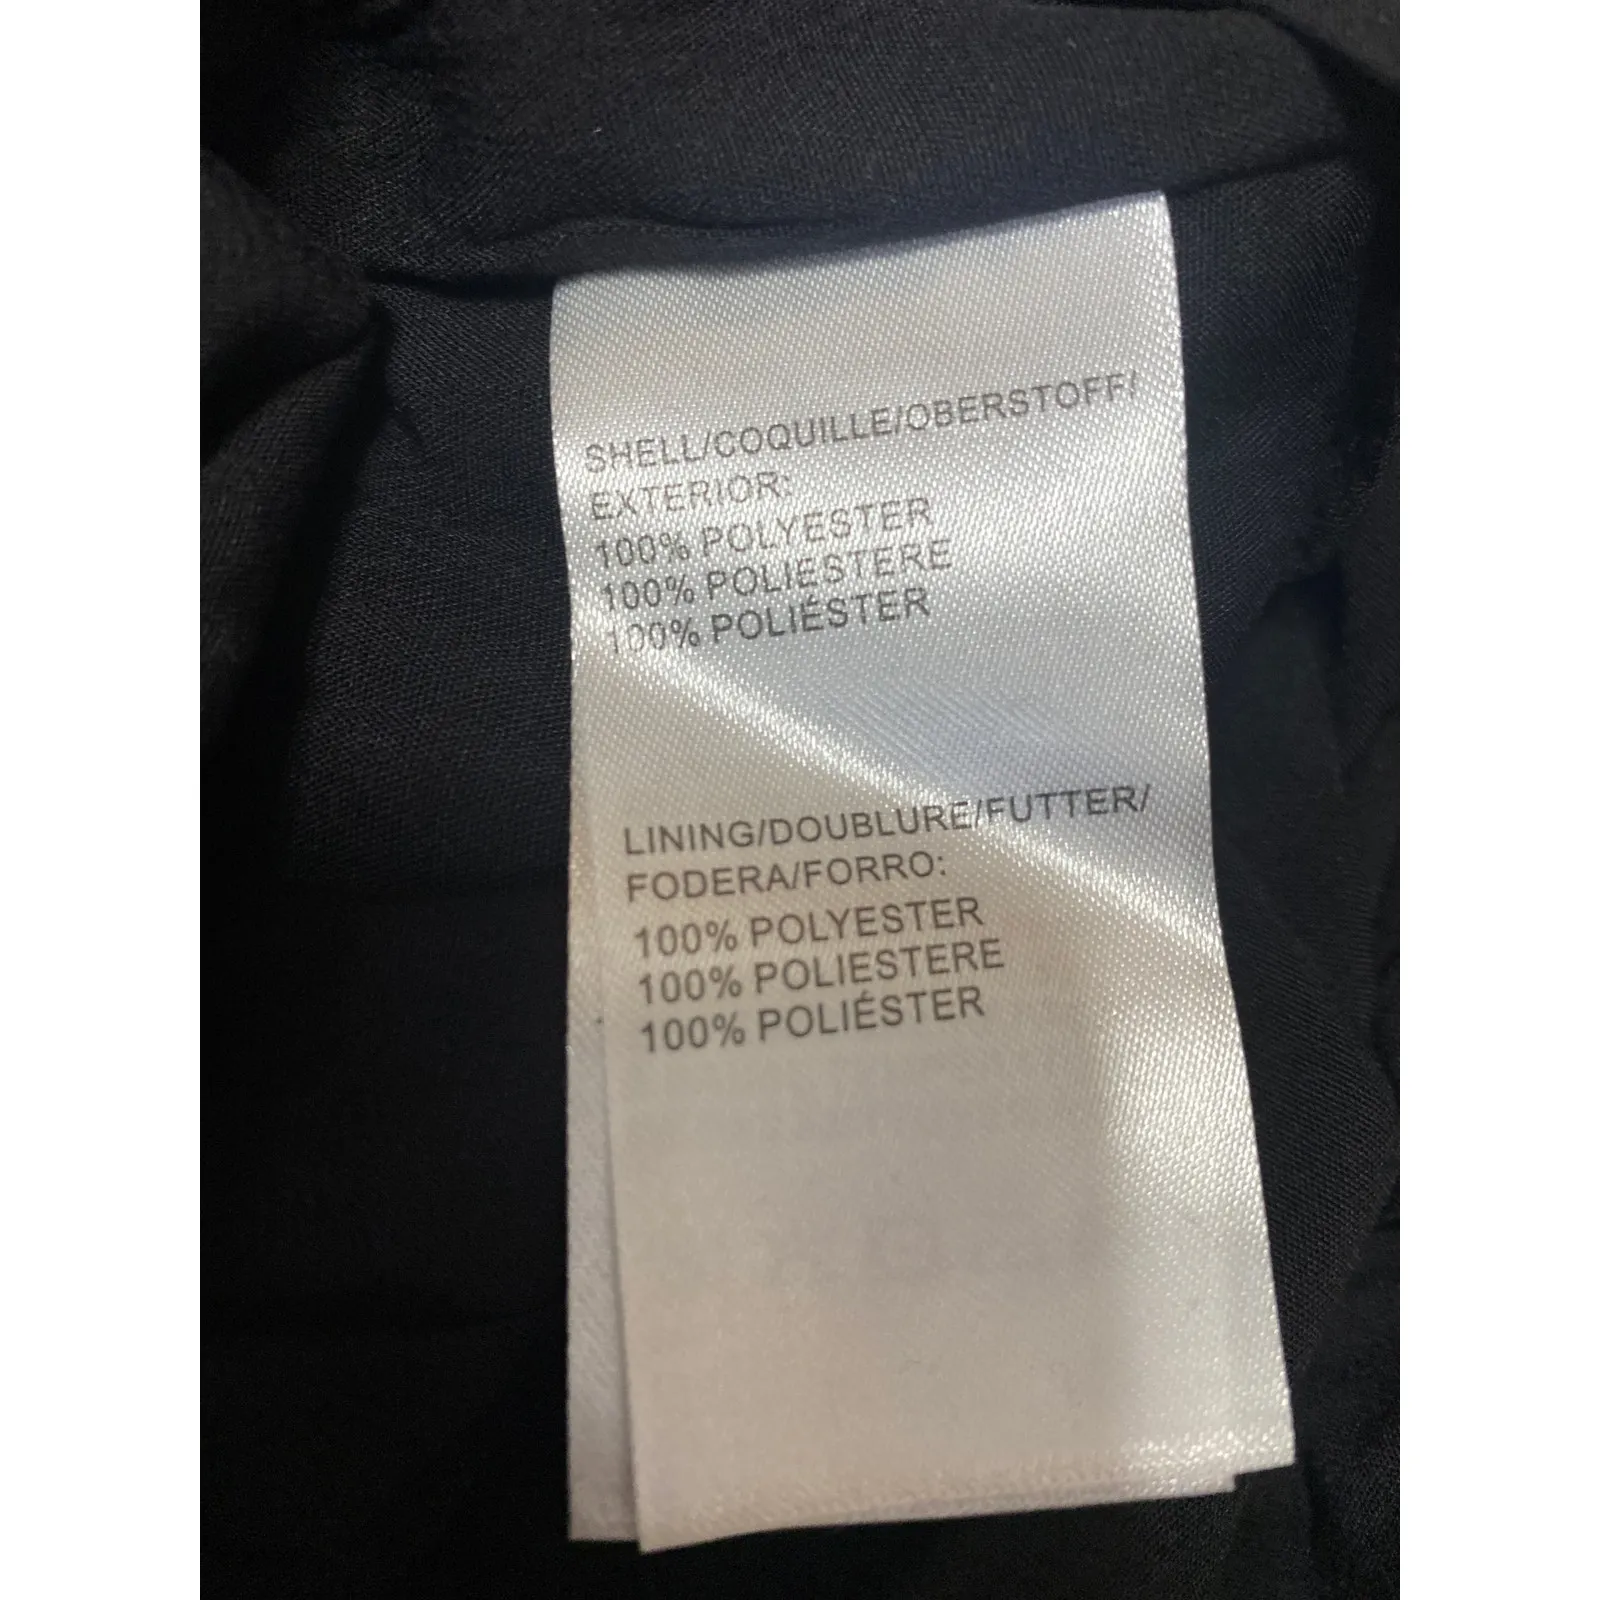 SHELL/COQUILLE/OBERSTOFF/
EXTERIOR:
100% POLYESTER
100% POLIESTERE
100% POLIÉSTER
LINING/DOUBLURE/FUTTER/
FODERA/FORRO:
100% POLYESTER
100% POLIESTERE
100% POLIÉSTER